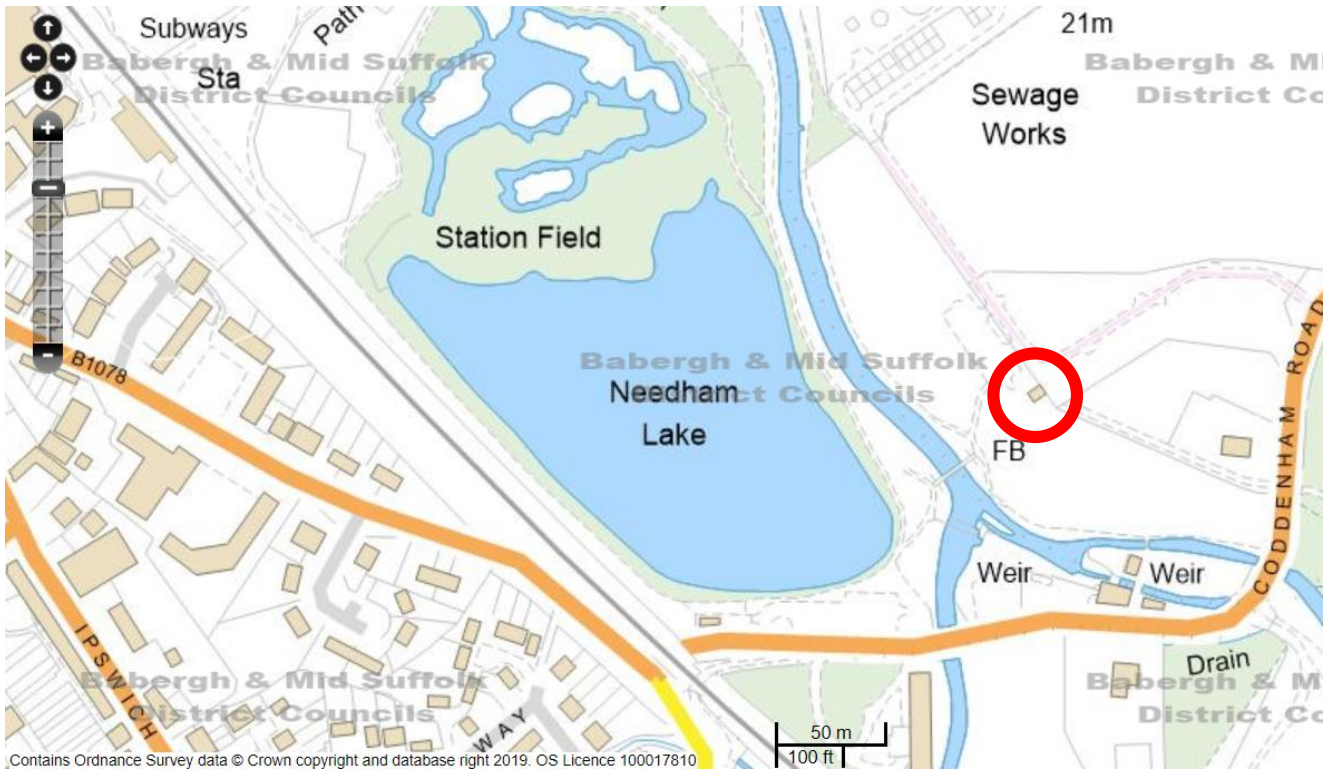 Subways
Path
21m
Babergh & Mid Suffolk
District Councils
Sta
Babergh & Mi
District Co
Sewage
Works
Station Field
B1078
Babergh & Mid Suffolk
District Councils
Needham
Lake
CODDENHAM ROAD
FB
Weir
Weir
IPSWICH
Babergh & Mid Suffolk
District Councils
WAY
Drain
Babergh & M
District Co
50 m
100 ft
Contains Ordnance Survey data © Crown copyright and database right 2019. OS Licence 100017810